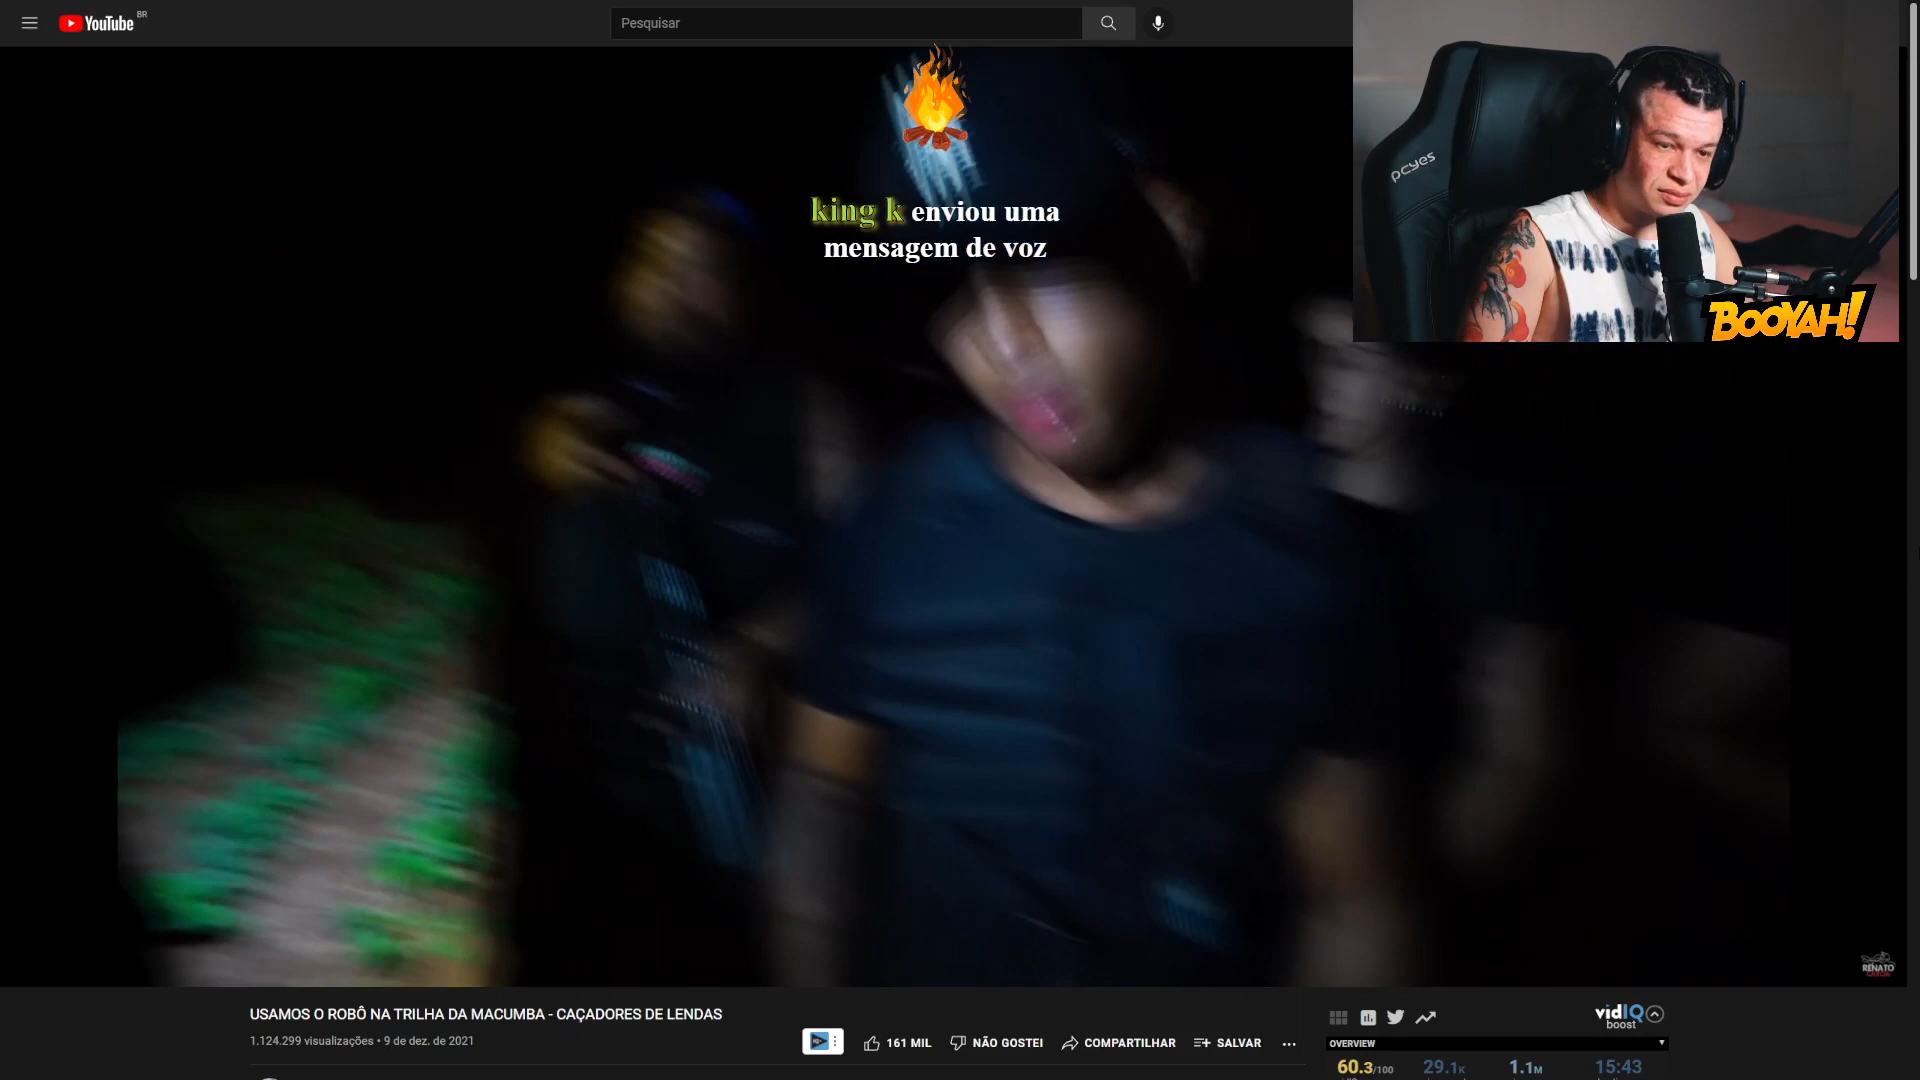 YouTube BR
Pesquisar
pcyes
king k enviou uma
mensagem de voz
BOOYAH!
RENATO
GARCIA
USAMOS O ROBÔ NA TRILHA DA MACUMBA - CAÇADORES DE LENDAS
1.124.299 visualizações • 9 de dez. de 2021
161 MIL
NÃO GOSTEI
COMPARTILHAR
SALVAR
vidIQ
boost
OVERVIEW
60.3/100
29.1K
1.1M
15:43